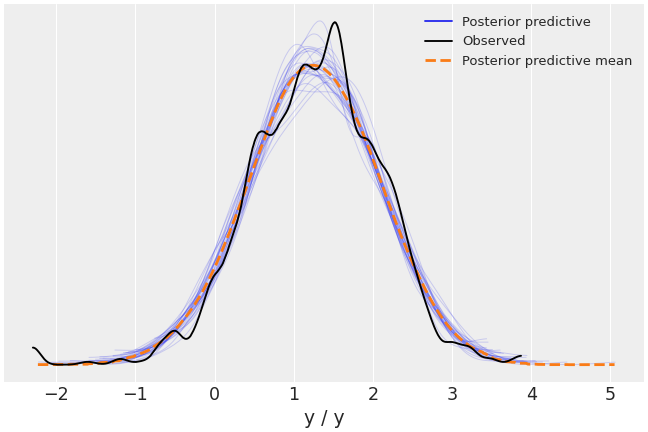 Posterior predictive
Observed
Posterior predictive mean
−2 −1 0 1 2 3 4 5
y / y